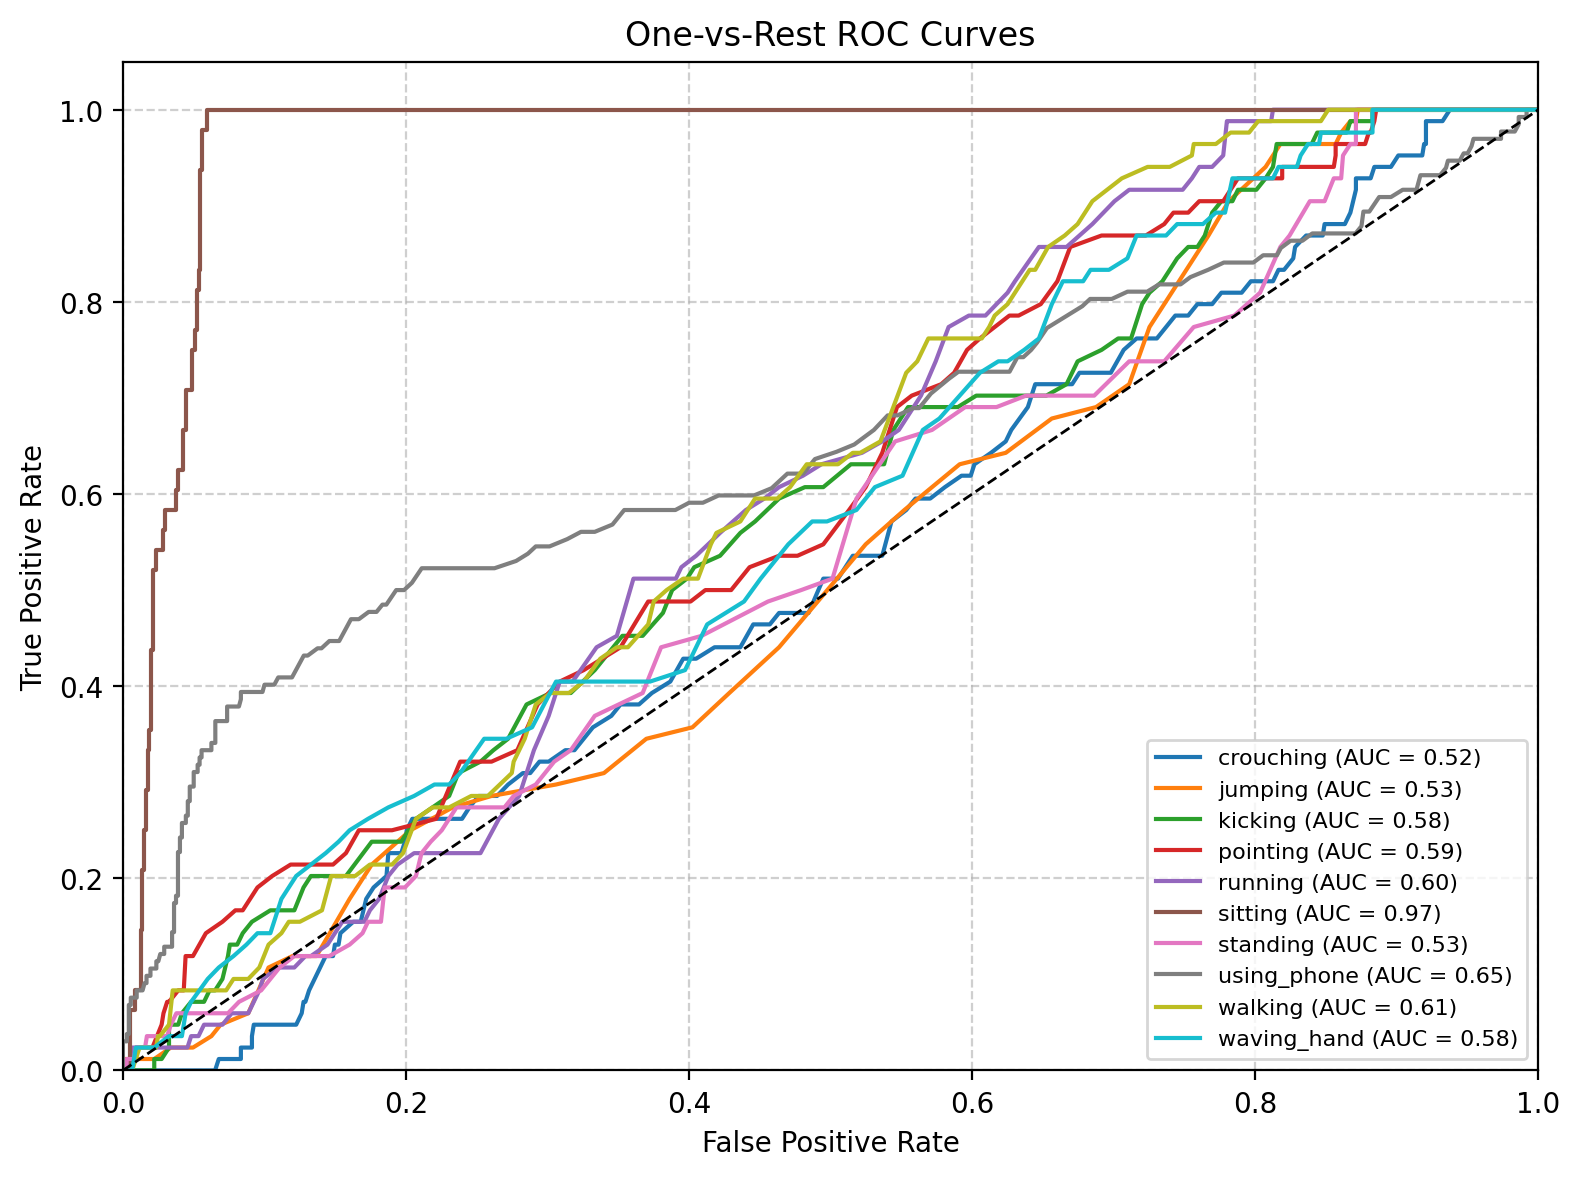 One-vs-Rest ROC Curves
True Positive Rate
1.0
0.8
0.6
0.4
0.2
0.0
0.0 0.2 0.4 0.6 0.8 1.0
False Positive Rate
crouching (AUC = 0.52)
jumping (AUC = 0.53)
kicking (AUC = 0.58)
pointing (AUC = 0.59)
running (AUC = 0.60)
sitting (AUC = 0.97)
standing (AUC = 0.53)
using_phone (AUC = 0.65)
walking (AUC = 0.61)
waving_hand (AUC = 0.58)